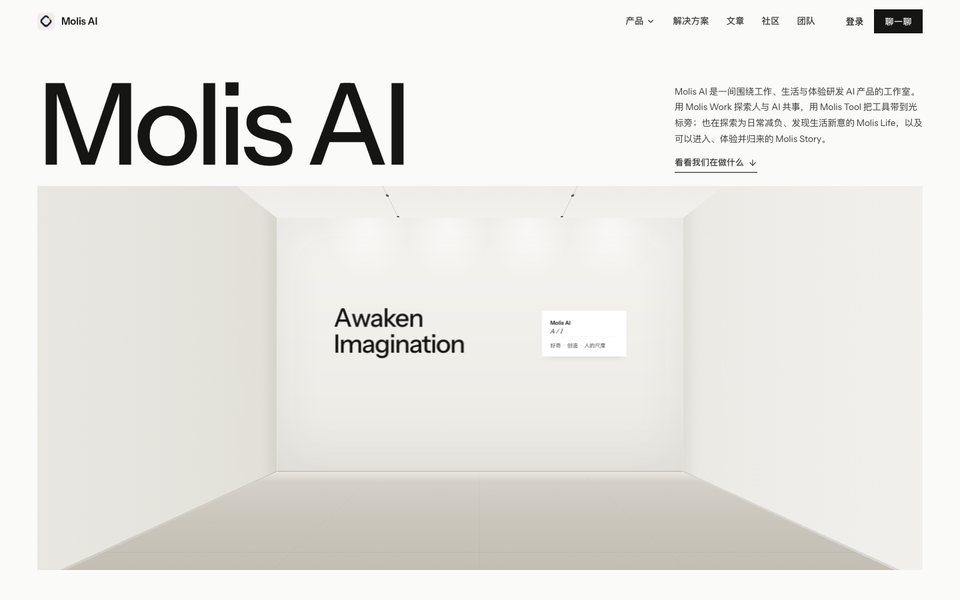 Molis AI
产品
解决方案
文章
社区
团队
登录
聊一聊
Molis AI
Molis AI 是一间围绕工作、生活与体验研发 AI 产品的工作室。
用 Molis Work 探索人与 AI 共事，用 Molis Tool 把工具带到光
标旁；也在探索为日常减负、发现生活新意的 Molis Life，以及
可以进入、体验并归来的 Molis Story。
看看我们在做什么 ↓
Awaken
Imagination
Molis AI
A / I
好奇 · 创造 · 人的尺度